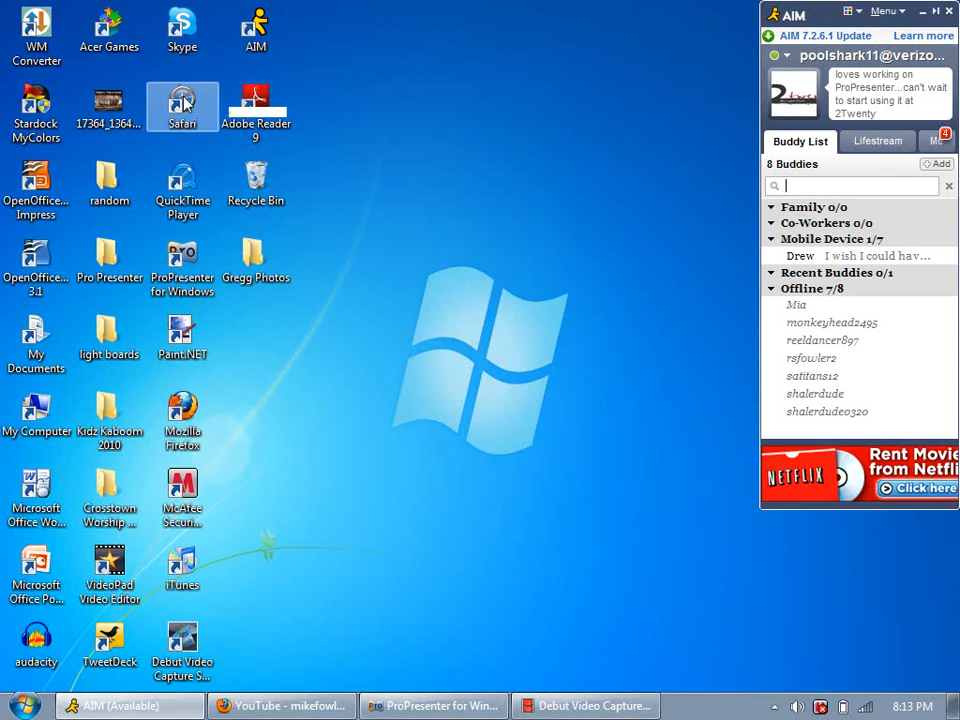 WM
Converter
Acer Games
Skype
AIM
Stardock
MyColors
17364_1364...
Safari
Adobe Reader
9
OpenOffice...
Impress
random
QuickTime
Player
Recycle Bin
OpenOffice...
3.1
Pro Presenter
PRO
ProPresenter
for Windows
Gregg Photos
My
Documents
light boards
Paint.NET
My Computer
Kidz Kaboom
2010
Mozilla
Firefox
Microsoft
Office Wo...
Crosstown
Worship ...
McAfee
Securi...
Microsoft
Office Po...
VideoPad
Video Editor
iTunes
audacity
TweetDeck
Debut Video
Capture S...
AIM
Menu
AIM 7.2.6.1 Update
Learn more
poolshark11@verizo...
2Twenty
loves working on
ProPresenter...can't wait
to start using it at
2Twenty
Buddy List
Lifestream
M
4
8 Buddies
+Add
Family 0/0
Co-Workers 0/0
Mobile Device 1/7
Drew I wish I could hav...
Recent Buddies 0/1
Offline 7/8
Mia
monkeyhead2495
reeldancer897
rsfowler2
satitans12
shalerdude
shalerdude0320
NETFLIX
Rent Movie
from Netfli
Click here
AIM (Available)
YouTube - mikefowl...
ProPresenter for Win...
Debut Video Capture...
8:13 PM